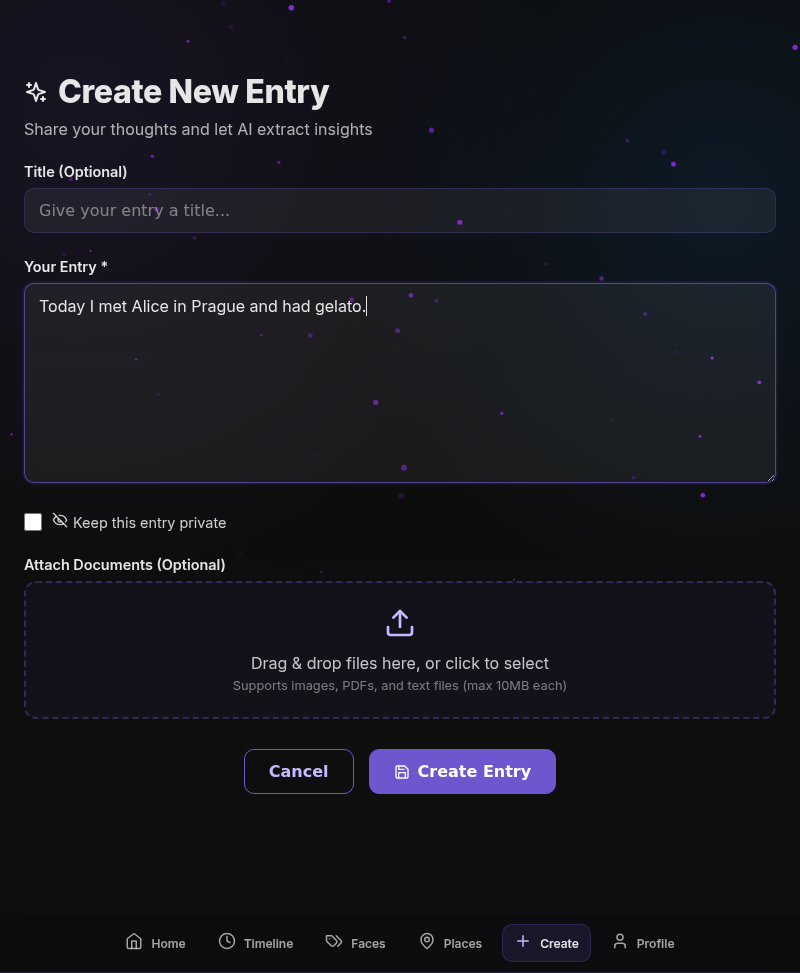 Create New Entry
Share your thoughts and let AI extract insights
Title (Optional)
Give your entry a title...
Your Entry *
Today I met Alice in Prague and had gelato.
Keep this entry private
Attach Documents (Optional)
Drag & drop files here, or click to select
Supports images, PDFs, and text files (max 10MB each)
Cancel
Create Entry
Home
Timeline
Faces
Places
Create
Profile